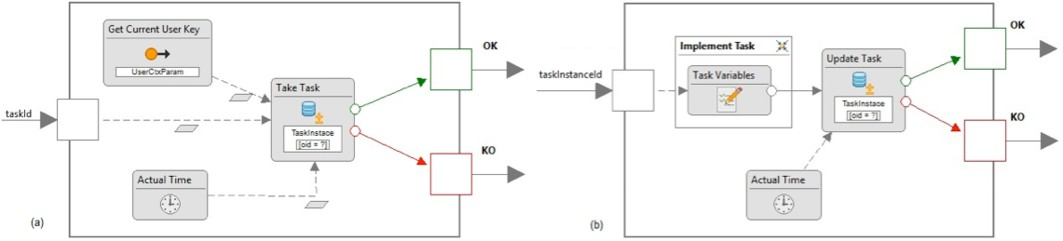 Get Current User Key
UserCtxParam
OK
Take Task
TaskInstace
[[oid = ?]]
taskId
KO
Actual Time
(a)
OK
Implement Task
Update Task
taskInstanceId
Task Variables
TaskInstace
[[oid = ?]]
KO
Actual Time
(b)